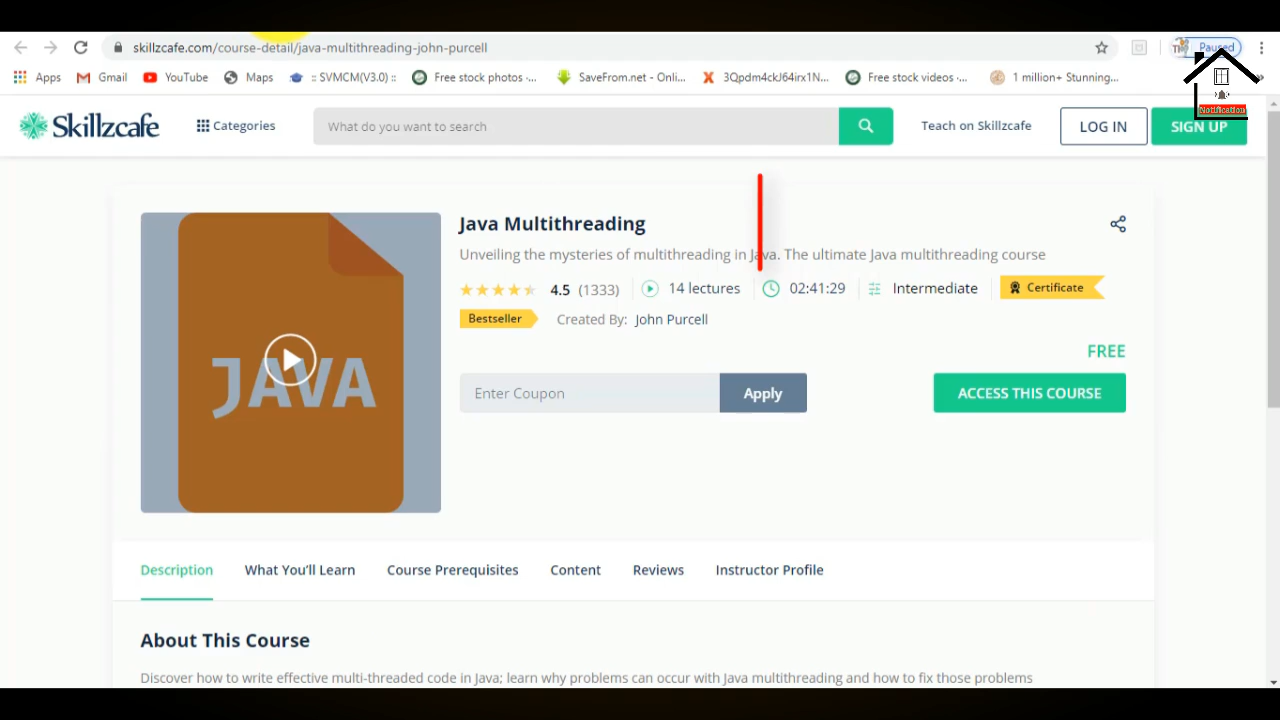 skillzcafe.com/course-detail/java-multithreading-john-purcell
Paused
Apps Gmail YouTube Maps :: SVMCM(V3.0) :: Free stock photos ·... SaveFrom.net - Onli... 3Qpdm4ckJ64irx1N... Free stock videos ·... 1 million+ Stunning...
Notification
Skillzcafe Categories What do you want to search Teach on Skillzcafe LOG IN SIGN UP
Java Multithreading
Unveiling the mysteries of multithreading in Java. The ultimate Java multithreading course
4.5 (1333) 14 lectures 02:41:29 Intermediate Certificate
Bestseller Created By: John Purcell
FREE
JAVA
Enter Coupon Apply ACCESS THIS COURSE
Description What You'll Learn Course Prerequisites Content Reviews Instructor Profile
About This Course
Discover how to write effective multi-threaded code in Java; learn why problems can occur with Java multithreading and how to fix those problems